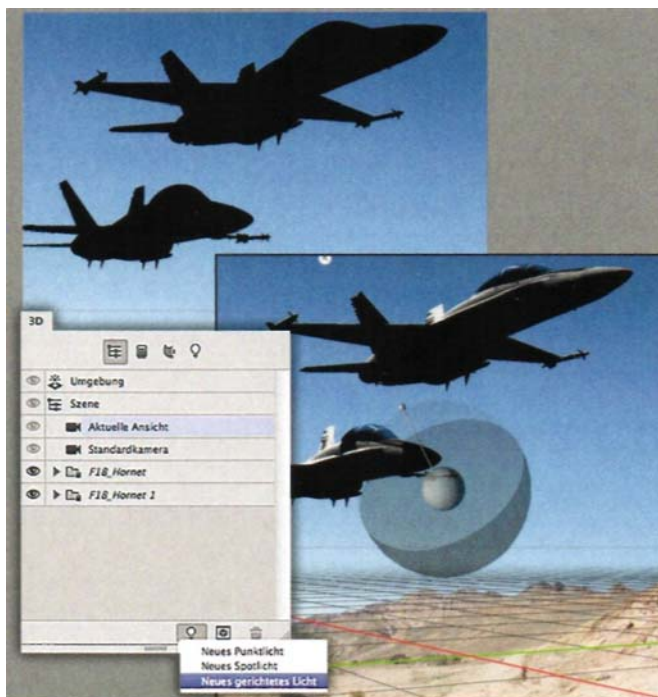 3D
Umgebung
Szene
Aktuelle Ansicht
Standardkamera
F18_Hornet
F18_Hornet 1
Neues Punktlicht
Neues Spotlicht
Neues gerichtetes Licht